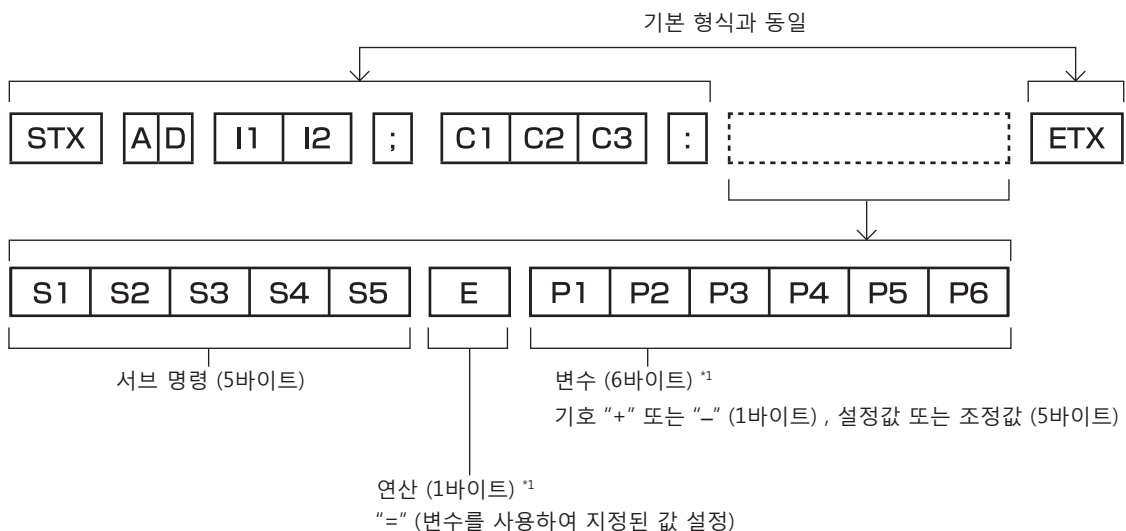 기본 형식과 동일
STX A D I1 I2 ; C1 C2 C3 : ETX
S1 S2 S3 S4 S5 E P1 P2 P3 P4 P5 P6
서브 명령 (5바이트)
변수 (6바이트) *1
기호 “+” 또는 “–” (1바이트) , 설정값 또는 조정값 (5바이트)
연산 (1바이트) *1
“=” (변수를 사용하여 지정된 값 설정)